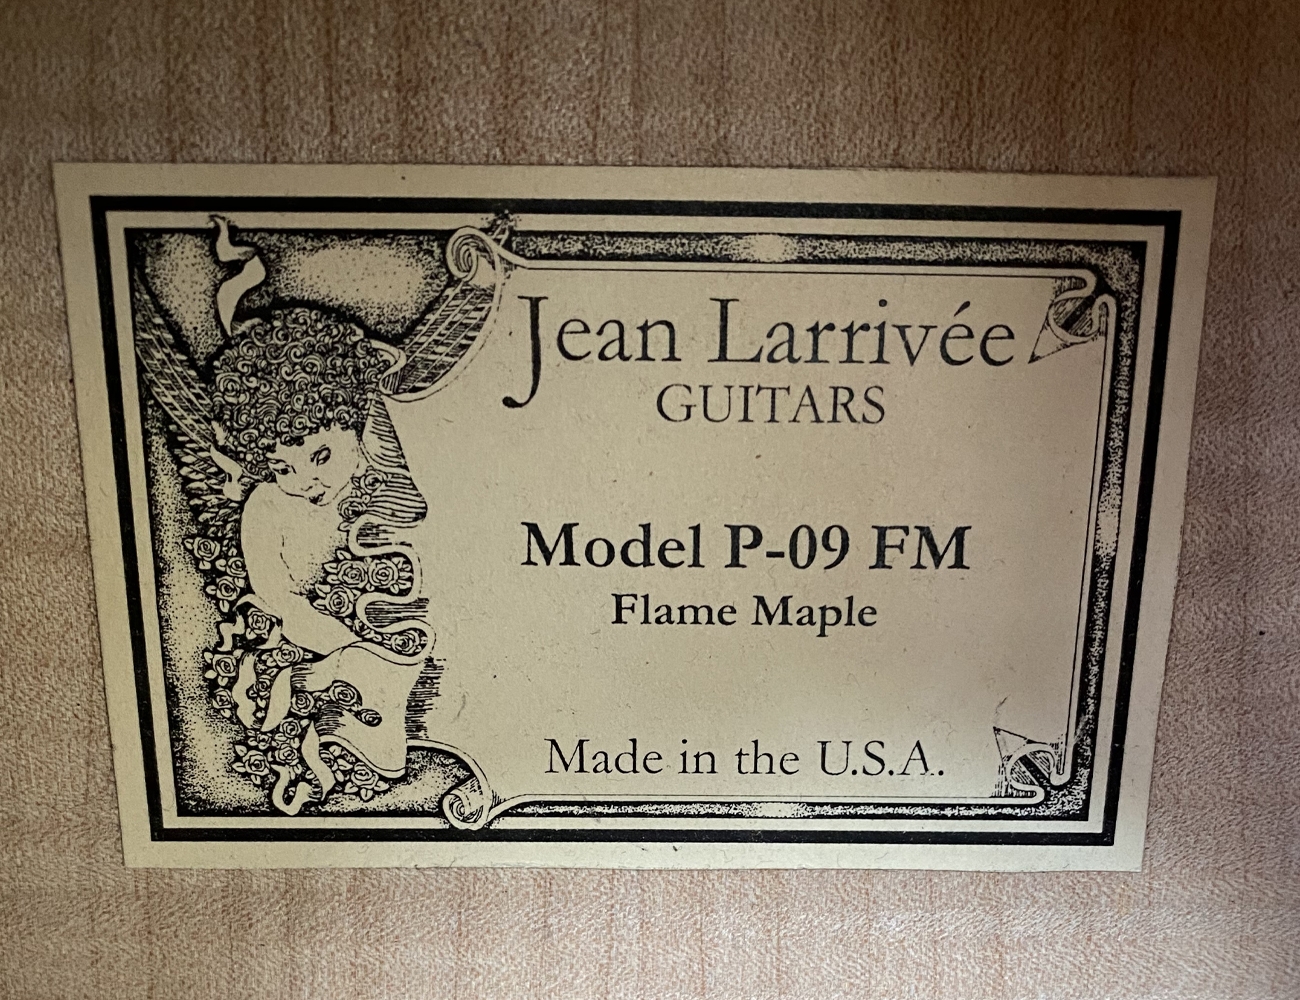 Jean Larrivée
GUITARS
Model P-09 FM
Flame Maple
Made in the U.S.A.